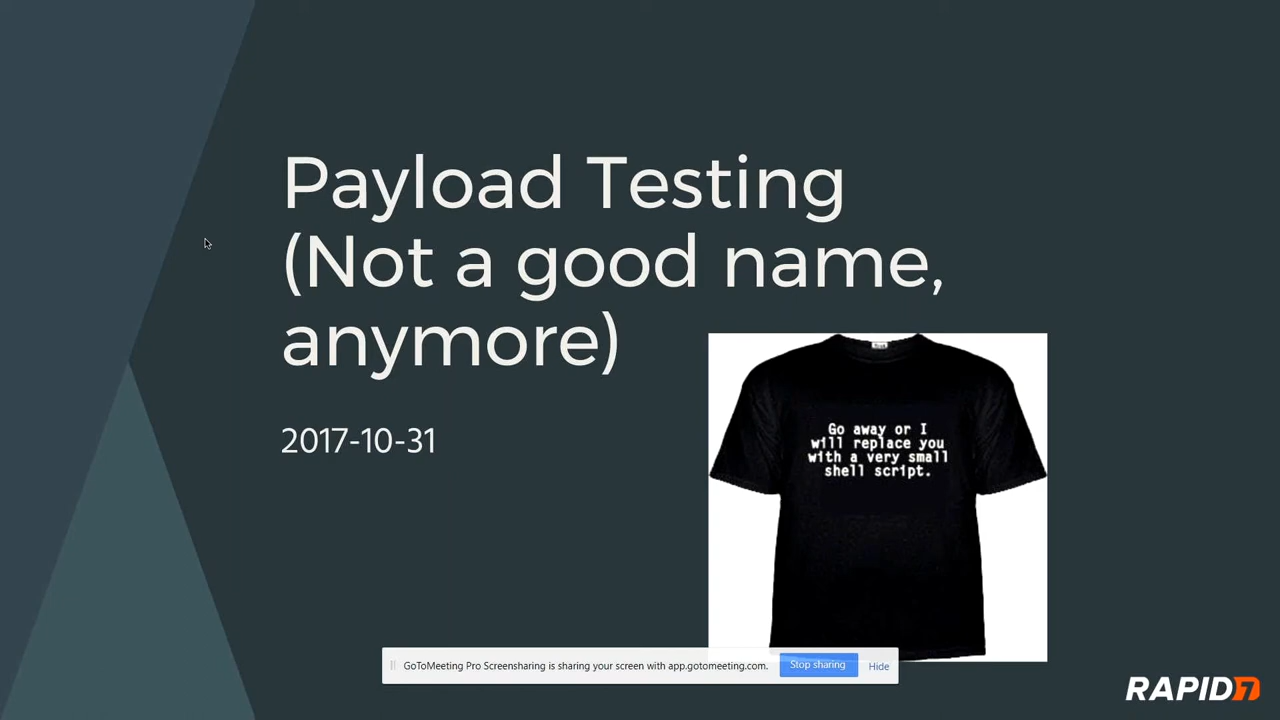 Payload Testing
(Not a good name,
anymore)
2017-10-31
Go away or I
will replace you
with a very small
shell script.
GoToMeeting Pro Screensharing is sharing your screen with app.gotomeeting.com. Stop sharing Hide
RAPID7